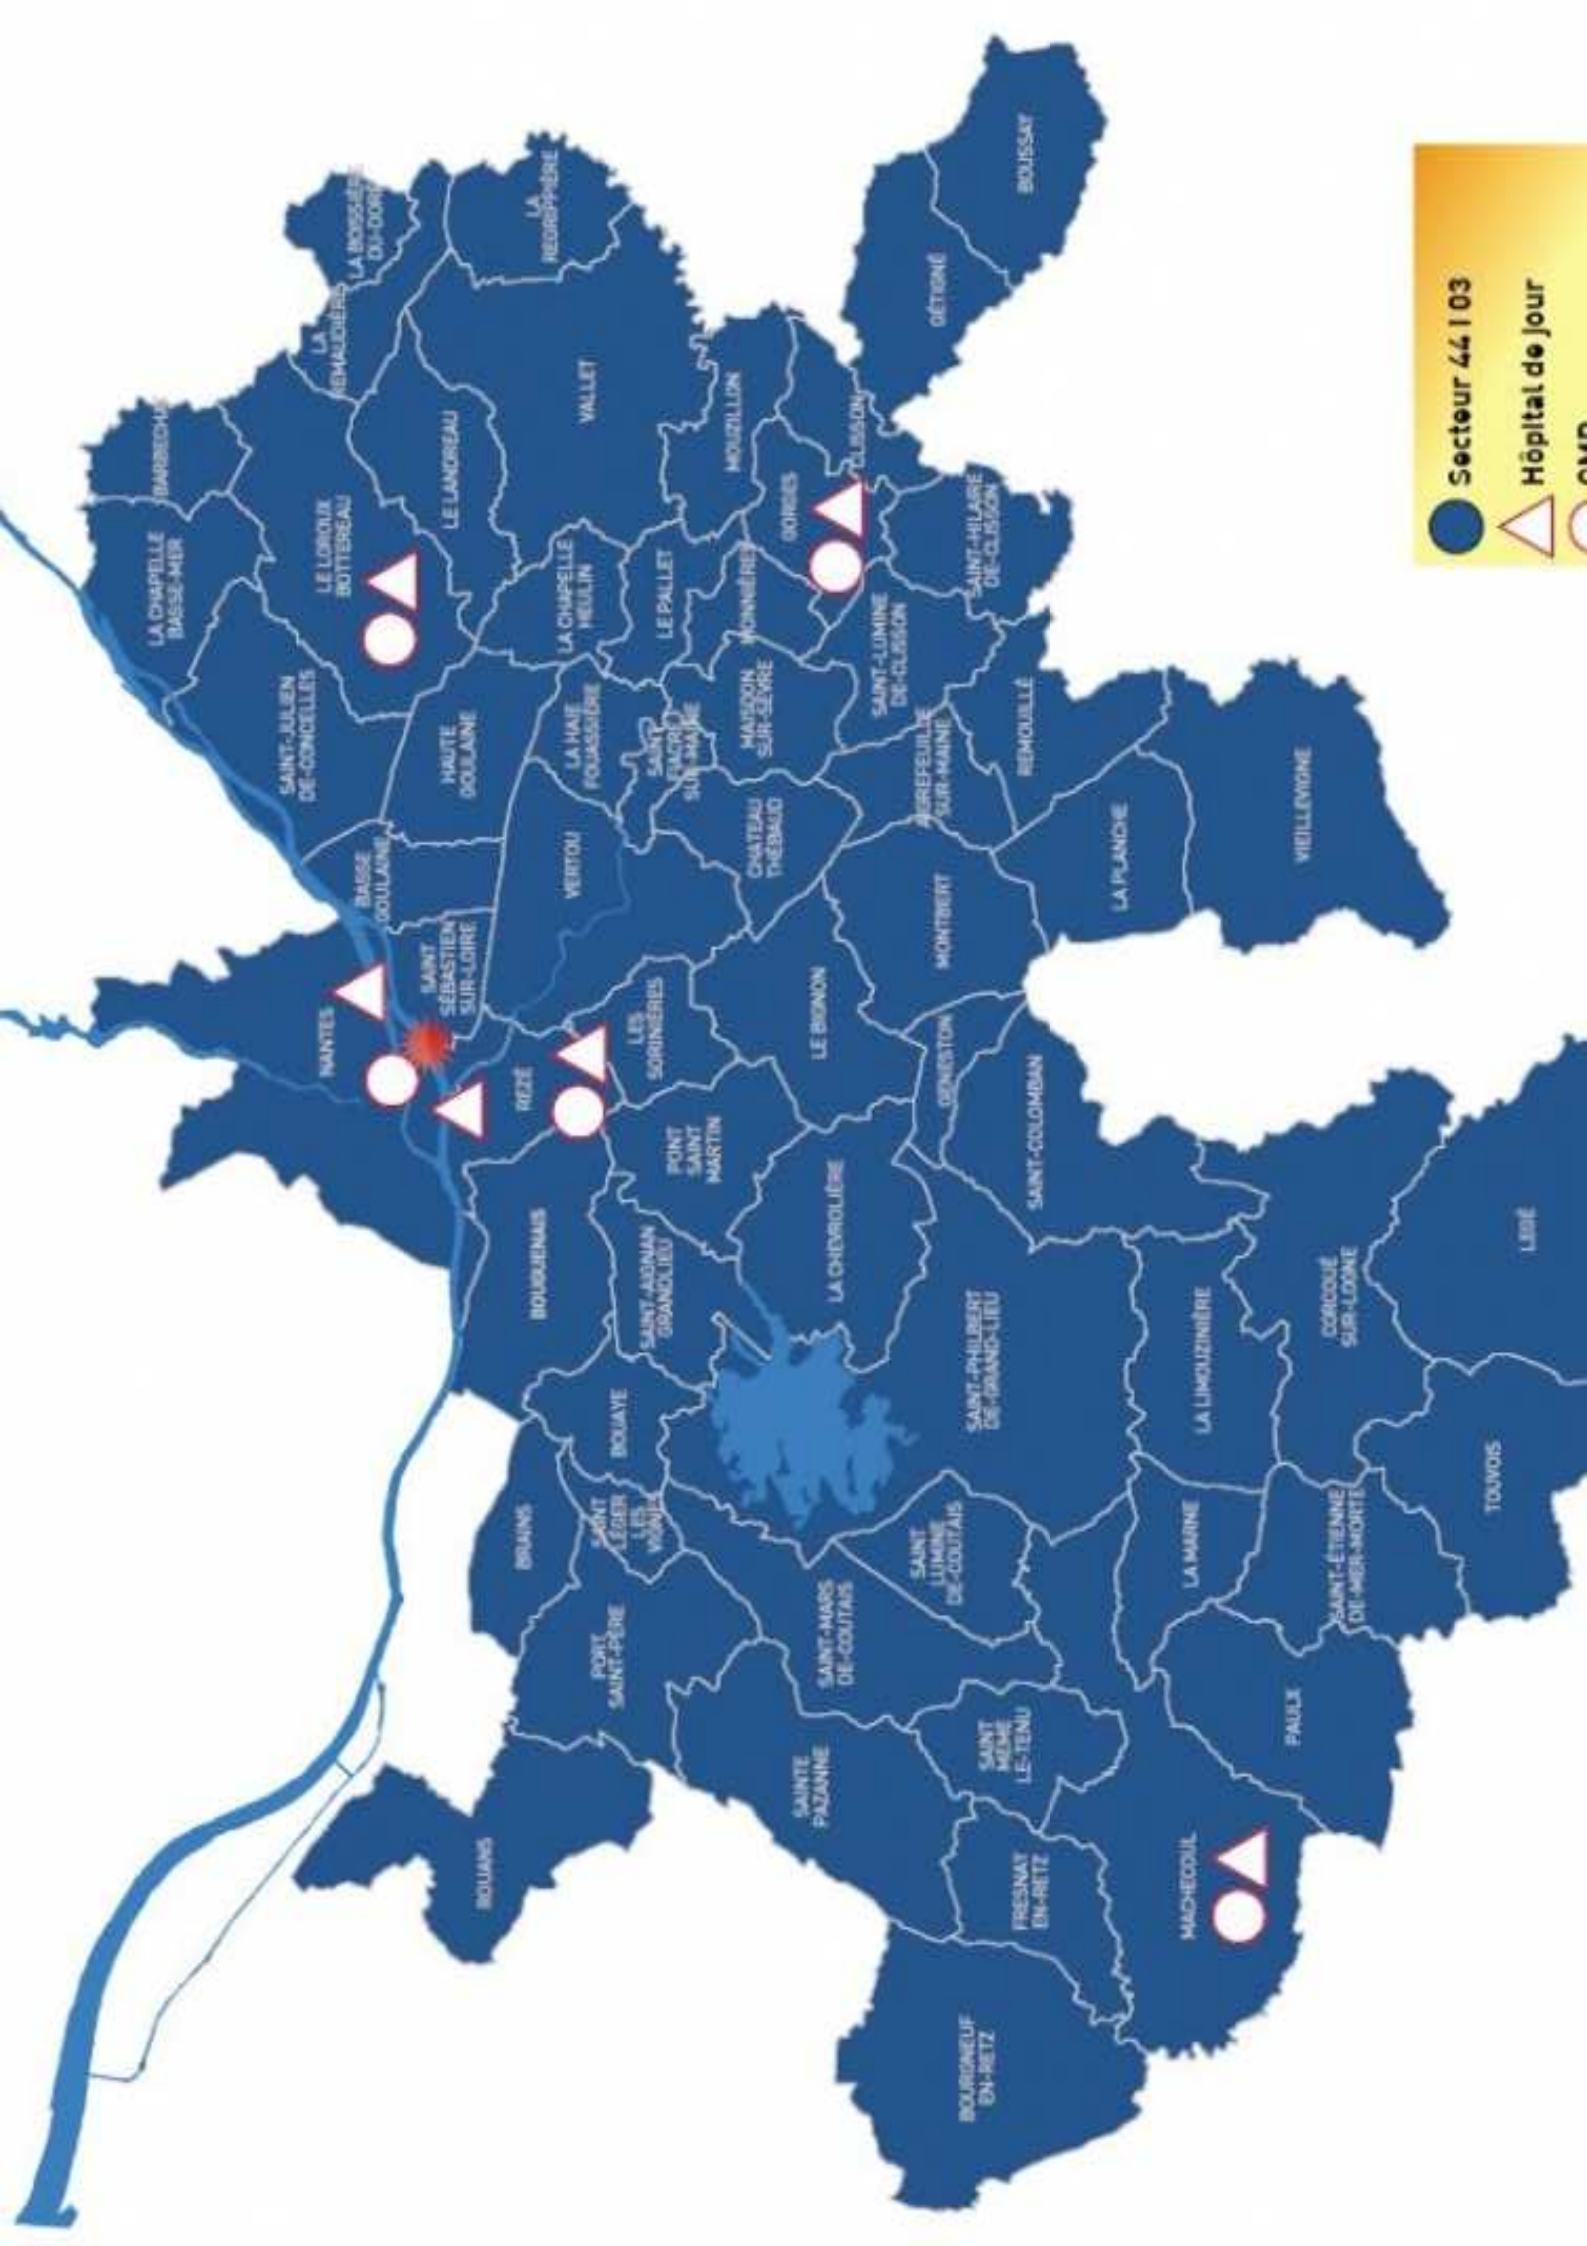 LA CHAPELLE
BASSE-MER
BARBECHAT
SAINT-JULIEN
DE-CONCELLES
NANTES
LE LOROUX
BOTTEREAU
LA
REMAUDIÈRE
LA BOISSIÈRE
DU-DORÉ
BASSE
GOULAINE
SAINT
SÉBASTIEN
SUR-LOIRE
HAUTE
GOULAINE
LE LANDREAU
ROUANS
BRAINS
REZÉ
BOUGUENAIS
LA
REGRIPPIÈRE
VERTOU
LA HAIE
FOUASSIÈRE
LA CHAPELLE
HEULIN
VALLET
PORT
SAINT-PÈRE
SAINT
LÉGER
LES
VIGNES
BOUAYE
SAINT-AIGNAN
GRANDLIEU
LES
SORINIÈRES
SAINT
FIACRE
SUR-MAINE
LE PALLET
PONT
SAINT
MARTIN
MAISDON
SUR-SÈVRE
MONNIÈRES
MOUZILLON
CHATEAU
THÉBAUD
GORGES
SAINTE
PAZANNE
SAINT-MARS
DE-COUTAIS
LA CHEVROLIÈRE
LE BIGNON
CLISSON
SAINT-LUMINE
DE-CLISSON
SAINT
LUMINE
DE-COUTAIS
GENESTON
MONTBERT
AIGREFEUILLE
SUR-MAINE
GÉTIGNÉ
BOURGNEUF
EN-RETZ
SAINT-PHILBERT
DE-GRAND-LIEU
SAINT-HILAIRE
DE-CLISSON
SAINT
MÊME
LE-TENU
FRESNAY
EN-RETZ
SAINT-COLOMBAN
REMOUILLÉ
BOUSSAY
LA PLANCHE
MACHECOUL
LA MARNE
LA LIMOUZINIÈRE
PAULX
VIEILLEVIGNE
SAINT-ÉTIENNE
DE-MER-MORTE
CORCOUÉ
SUR-LOGNE
TOUVOIS
LEGÉ
Secteur 44 I 03
Hôpital de jour
CMP